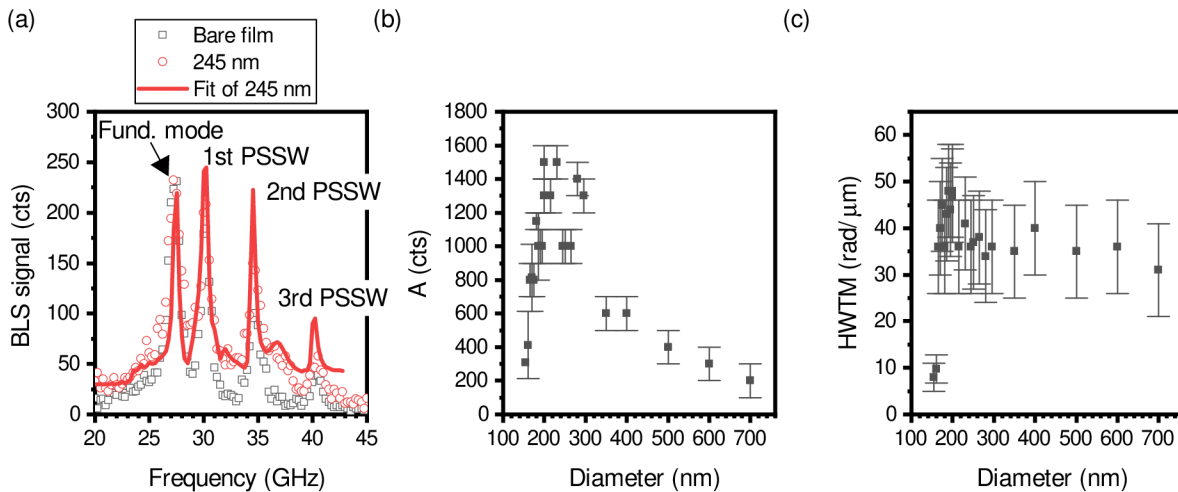 (a)
Bare film
245 nm
Fit of 245 nm
300
250
200
150
100
50
0
BLS signal (cts)
Fund. mode
1st PSSW
2nd PSSW
3rd PSSW
20 25 30 35 40 45
Frequency (GHz)
(b)
1800
1600
1400
1200
1000
800
600
400
200
0
A (cts)
100 200 300 400 500 600 700
Diameter (nm)
(c)
60
50
40
30
20
10
0
HWTM (rad/μm)
100 200 300 400 500 600 700
Diameter (nm)